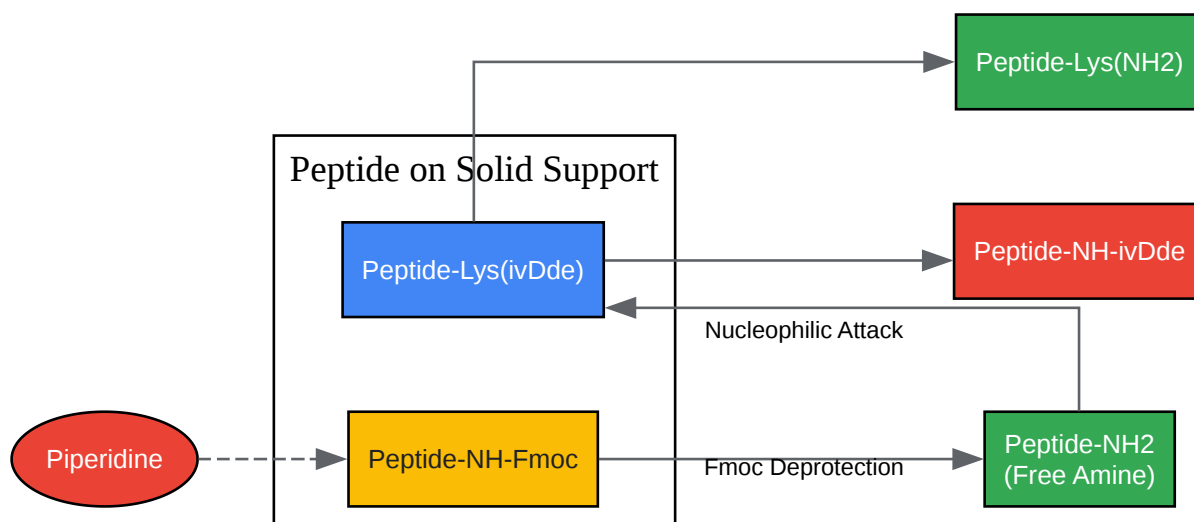 Peptide-Lys(NH2)
Peptide on Solid Support
Peptide-Lys(ivDde)
Peptide-NH-ivDde
Nucleophilic Attack
Piperidine
Peptide-NH-Fmoc
Fmoc Deprotection
Peptide-NH2
(Free Amine)